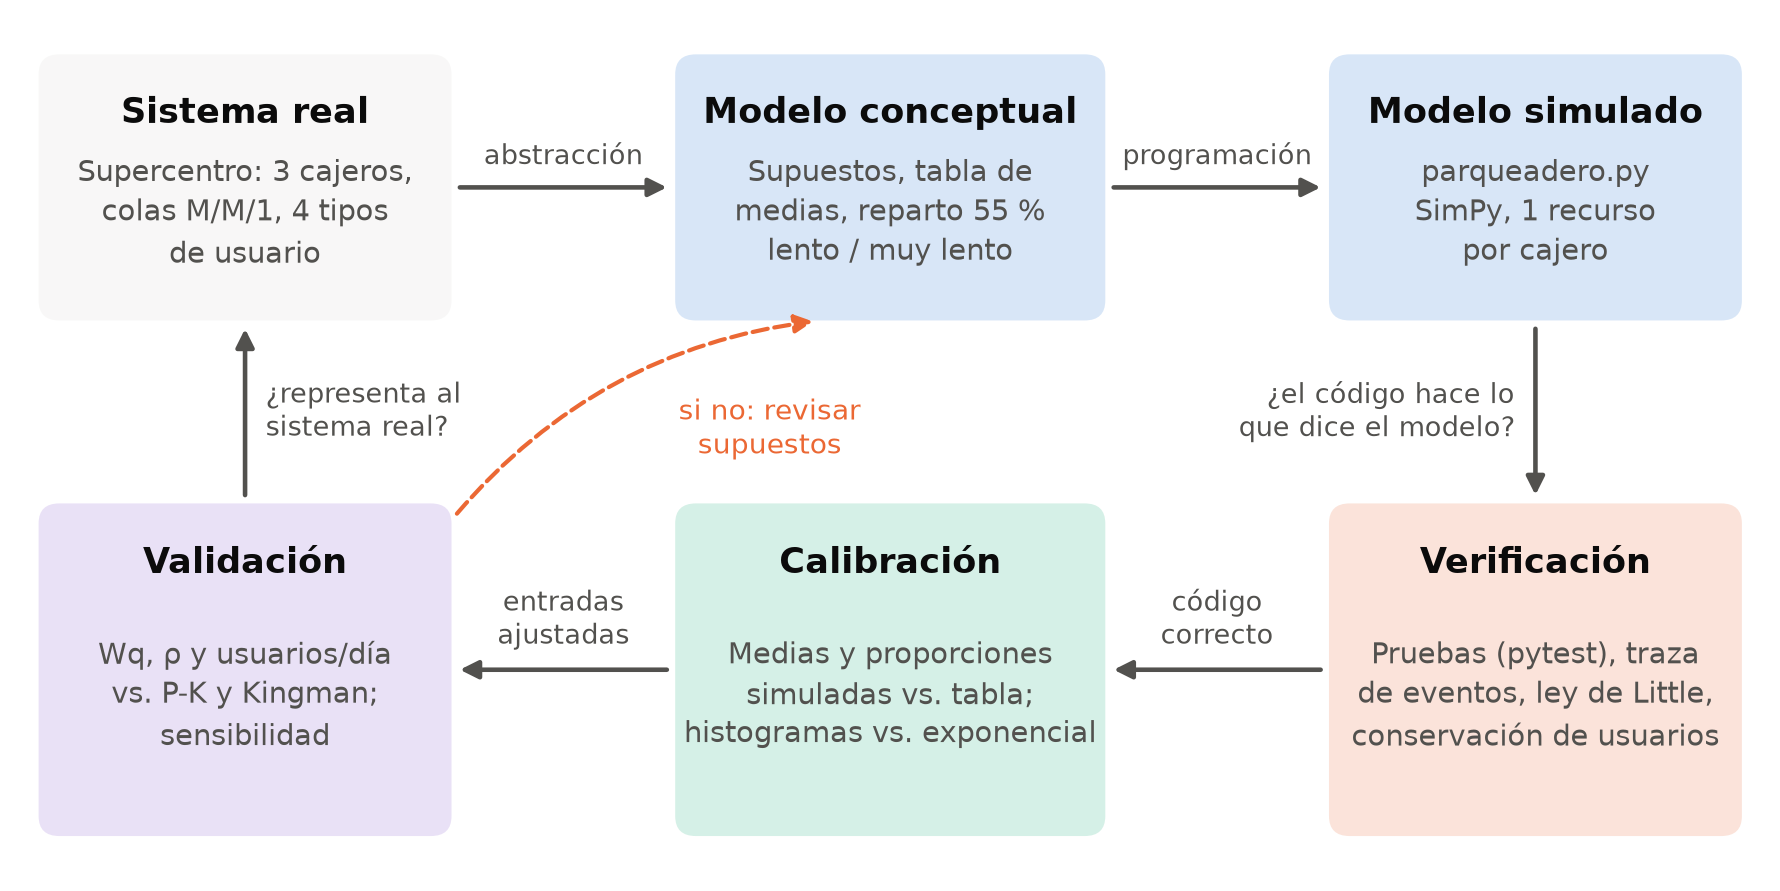 Sistema real
Supercentro: 3 cajeros,
colas M/M/1, 4 tipos
de usuario
abstracción
Modelo conceptual
Supuestos, tabla de
medias, reparto 55 %
lento / muy lento
programación
Modelo simulado
parqueadero.py
SimPy, 1 recurso
por cajero
¿representa al
sistema real?
si no: revisar
supuestos
¿el código hace lo
que dice el modelo?
Validación
Wq, ρ y usuarios/día
vs. P-K y Kingman;
sensibilidad
entradas
ajustadas
Calibración
Medias y proporciones
simuladas vs. tabla;
histogramas vs. exponencial
código
correcto
Verificación
Pruebas (pytest), traza
de eventos, ley de Little,
conservación de usuarios